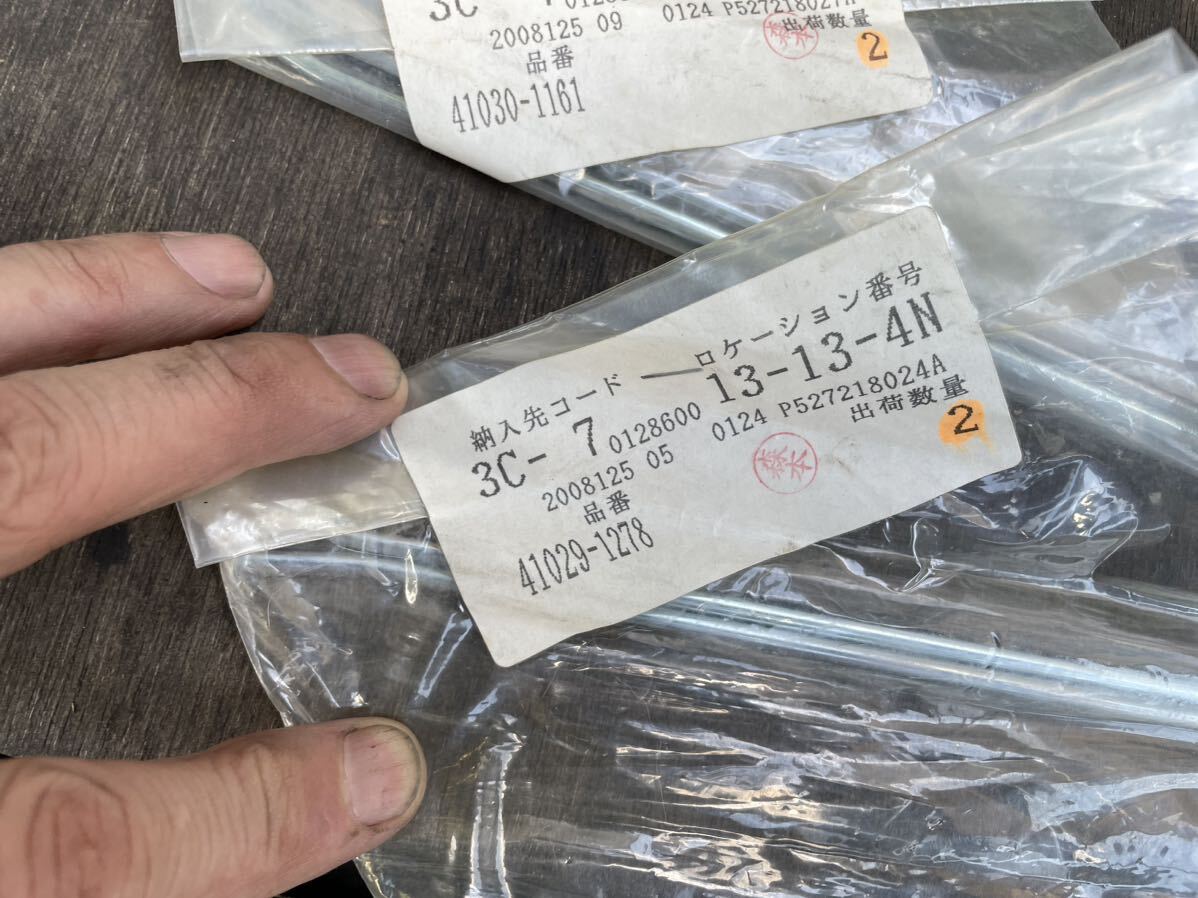 2008125 09 0124 P527218027A
出荷数量
2
品番
41030-1161
納入先コード ロケーション番号
3C- 7 0128600 13-13-4N
2008125 05 0124 P527218024A
出荷数量
2
品番
41029-1278